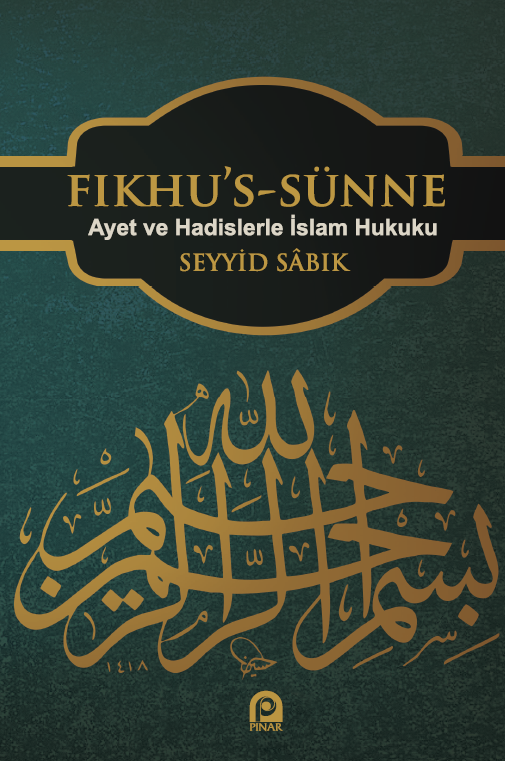 FIKHU'S-SÜNNE
Ayet ve Hadislerle İslam Hukuku
SEYYİD SÂBIK
بسم الله الرحمن الرحيم
١٤١٨
PINAR